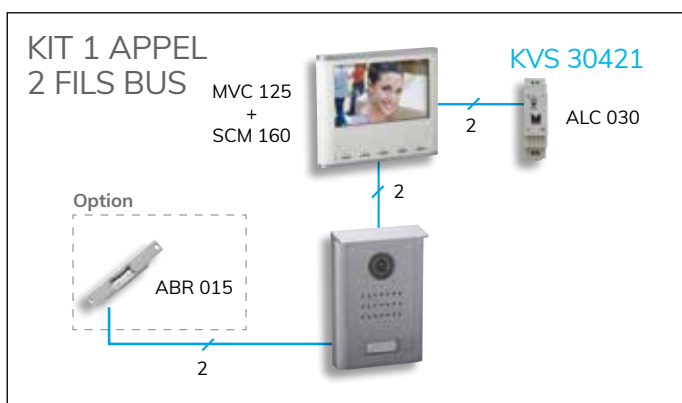 KIT 1 APPEL
2 FILS BUS
KVS 30421
MVC 125
+
SCM 160
2
ALC 030
2
Option
ABR 015
2